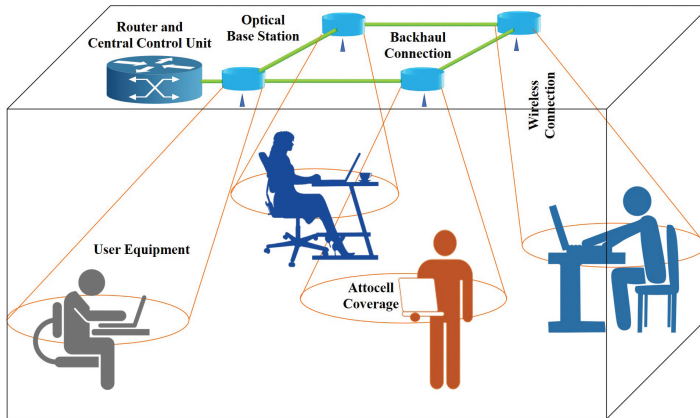 Router and
Central Control Unit
Optical
Base Station
Backhaul
Connection
Wireless
Connection
User Equipment
Attocell
Coverage